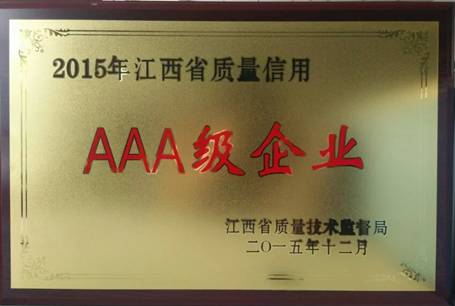 2015年江西省质量信用
AAA级企业
江西省质量技术监督局
二〇一五年十二月